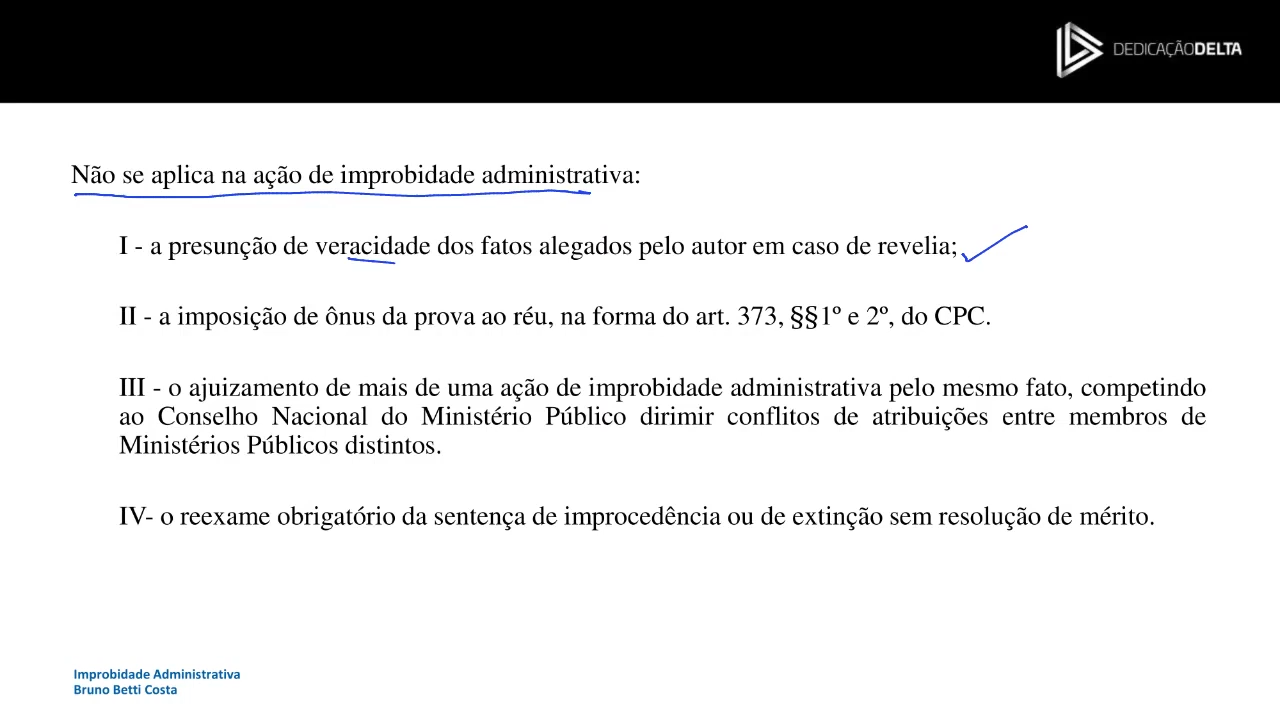 DEDICAÇÃODELTA
Não se aplica na ação de improbidade administrativa:
I - a presunção de veracidade dos fatos alegados pelo autor em caso de revelia;
II - a imposição de ônus da prova ao réu, na forma do art. 373, §§1º e 2º, do CPC.
III - o ajuizamento de mais de uma ação de improbidade administrativa pelo mesmo fato, competindo
ao Conselho Nacional do Ministério Público dirimir conflitos de atribuições entre membros de
Ministérios Públicos distintos.
IV- o reexame obrigatório da sentença de improcedência ou de extinção sem resolução de mérito.
Improbidade Administrativa
Bruno Betti Costa